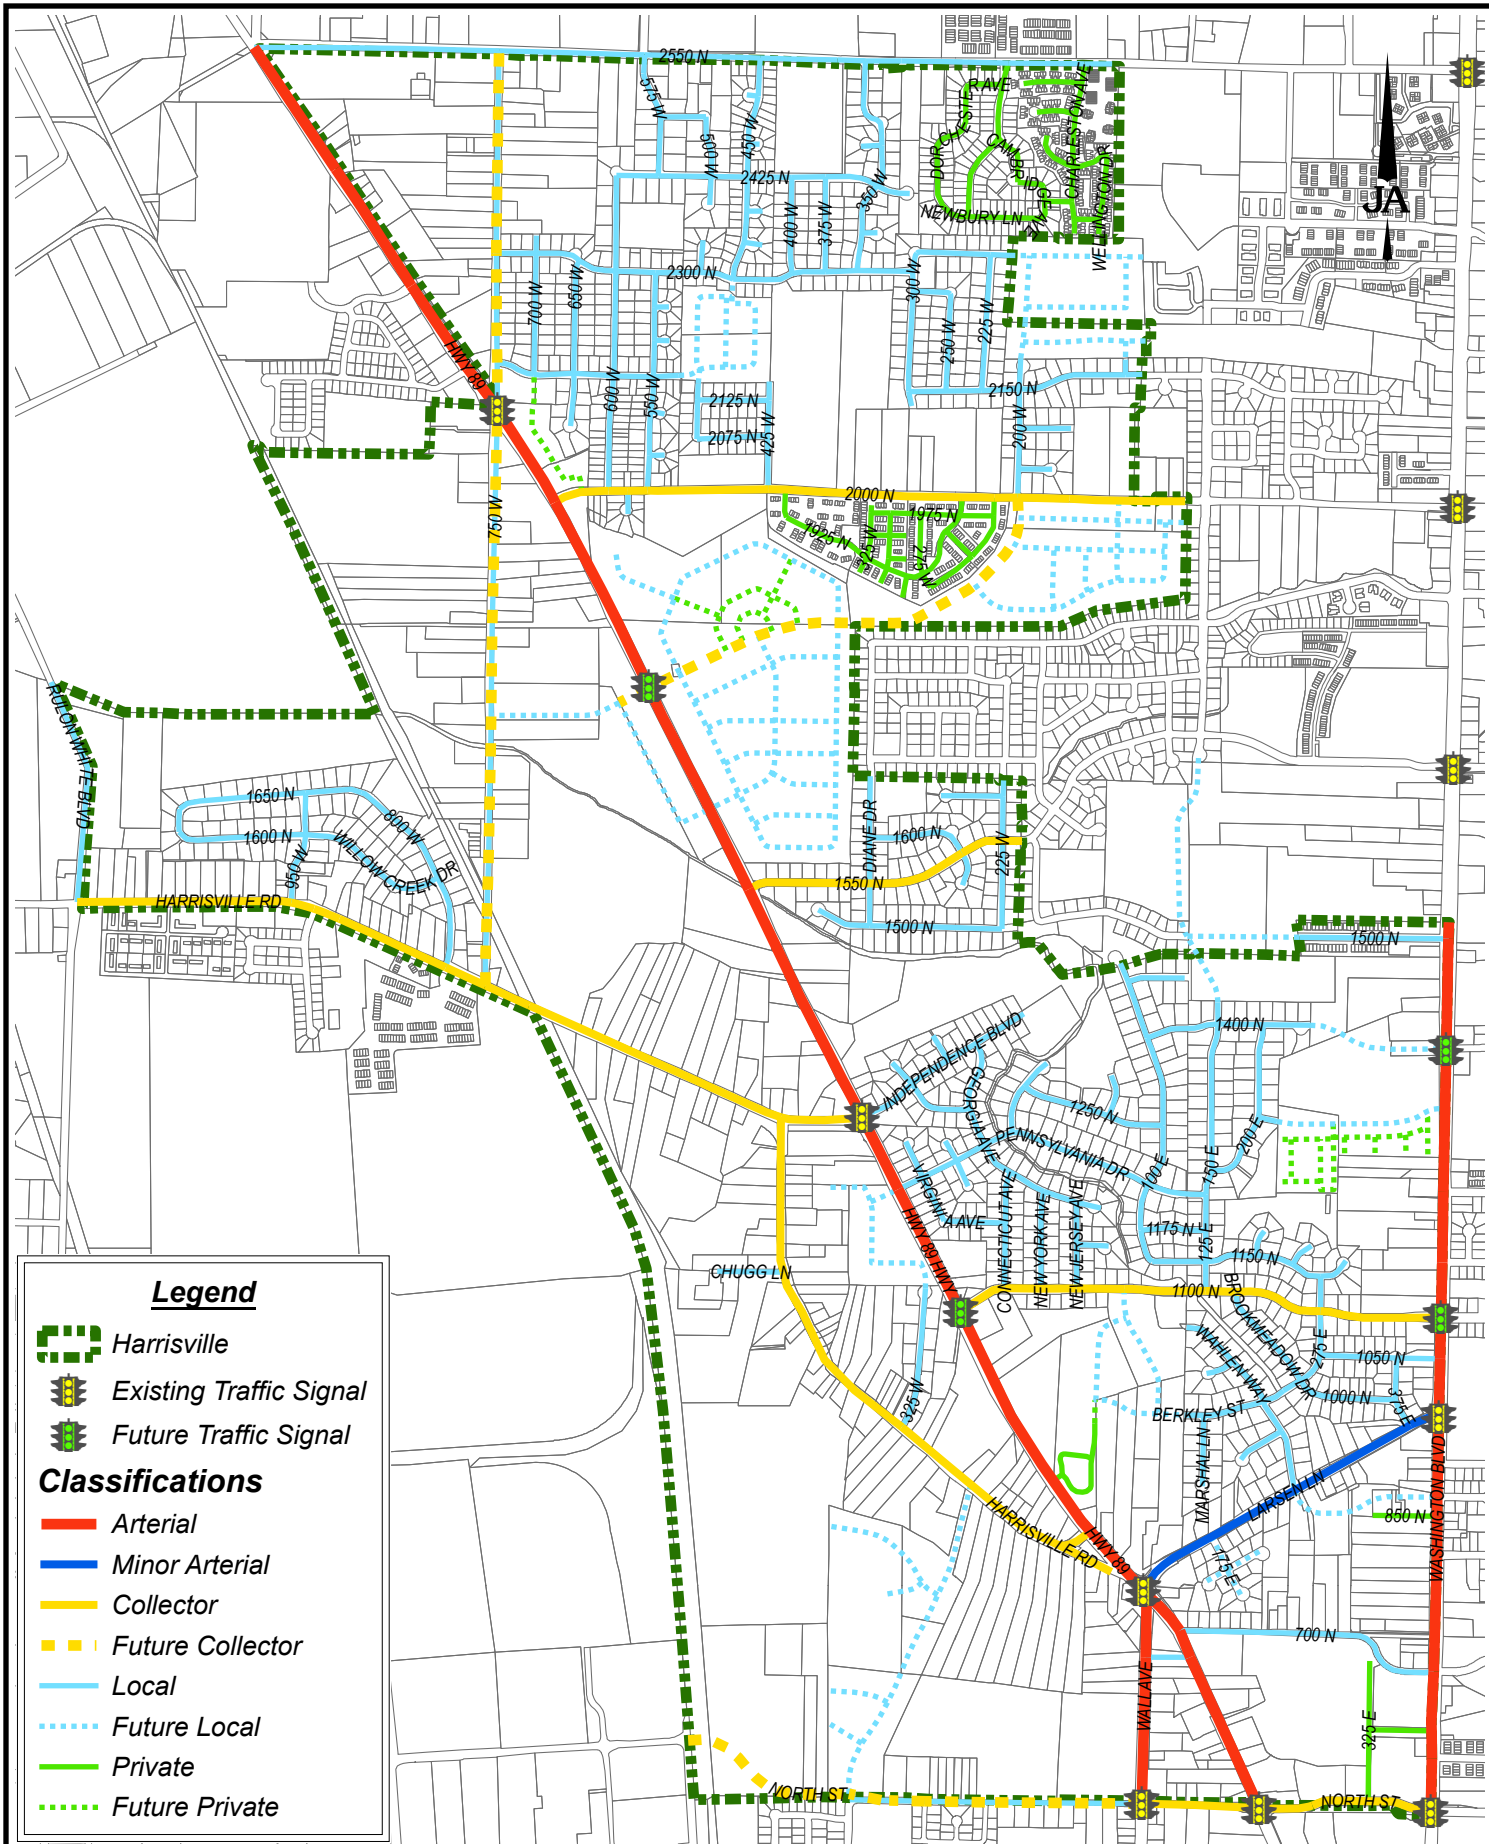 2550 N
575 W
500 W
450 W
2425 N
400 W
375 W
350 W
DORCHESTER AVE
CAMBRIDGE AVE
CHARLESTON AVE
NEWBURY LN
WELLINGTON DR
JA
2300 N
700 W
650 W
600 W
550 W
300 W
250 W
225 W
2150 N
200 W
HWY 89
2125 N
2075 N
425 W
750 W
2000 N
1975 N
1925 N
325 W
275 W
RULON WHITE BLVD
1650 N
1600 N
950 W
800 W
WILLOW CREEK DR
HARRISVILLE RD
DIANE DR
1600 N
225 W
1550 N
1500 N
1500 N
1400 N
INDEPENDENCE BLVD
GEORGIA AVE
1250 N
PENNSYLVANIA DR
100 E
150 E
200 E
VIRGINIA AVE
CONNECTICUT AVE
NEW YORK AVE
NEW JERSEY AVE
1175 N
125 E
1150 N
HWY 89 HWY
CHUGG LN
325 W
1100 N
BROOKMEADOW DR
WAHLEN WAY
275 E
1050 N
1000 N
375 E
BERKLEY ST
MARSHAL LN
LARSEN LN
850 N
WASHINGTON BLVD
HARRISVILLE RD
HWY 89
175 E
700 N
WALL AVE
325 E
NORTH ST
NORTH ST
Legend
Harrisville
Existing Traffic Signal
Future Traffic Signal
Classifications
Arterial
Minor Arterial
Collector
Future Collector
Local
Future Local
Private
Future Private